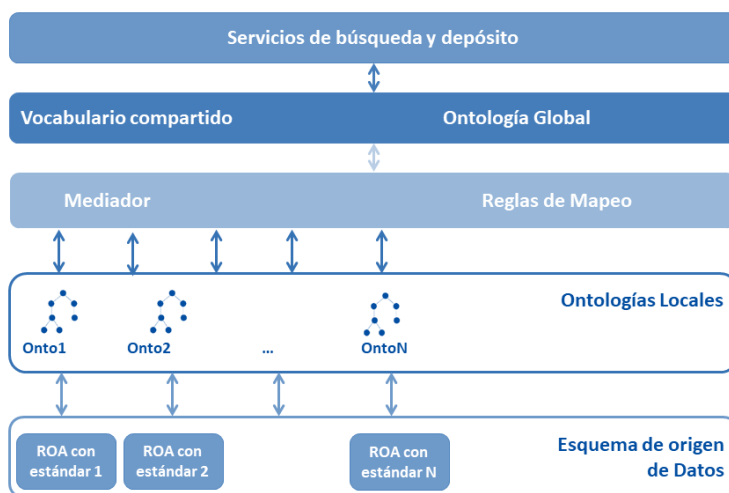 Servicios de búsqueda y depósito
Vocabulario compartido
Ontología Global
Mediador
Reglas de Mapeo
Ontologías Locales
Onto1
Onto2
...
OntoN
ROA con
estándar 1
ROA con
estándar 2
ROA con
estándar N
Esquema de origen
de Datos